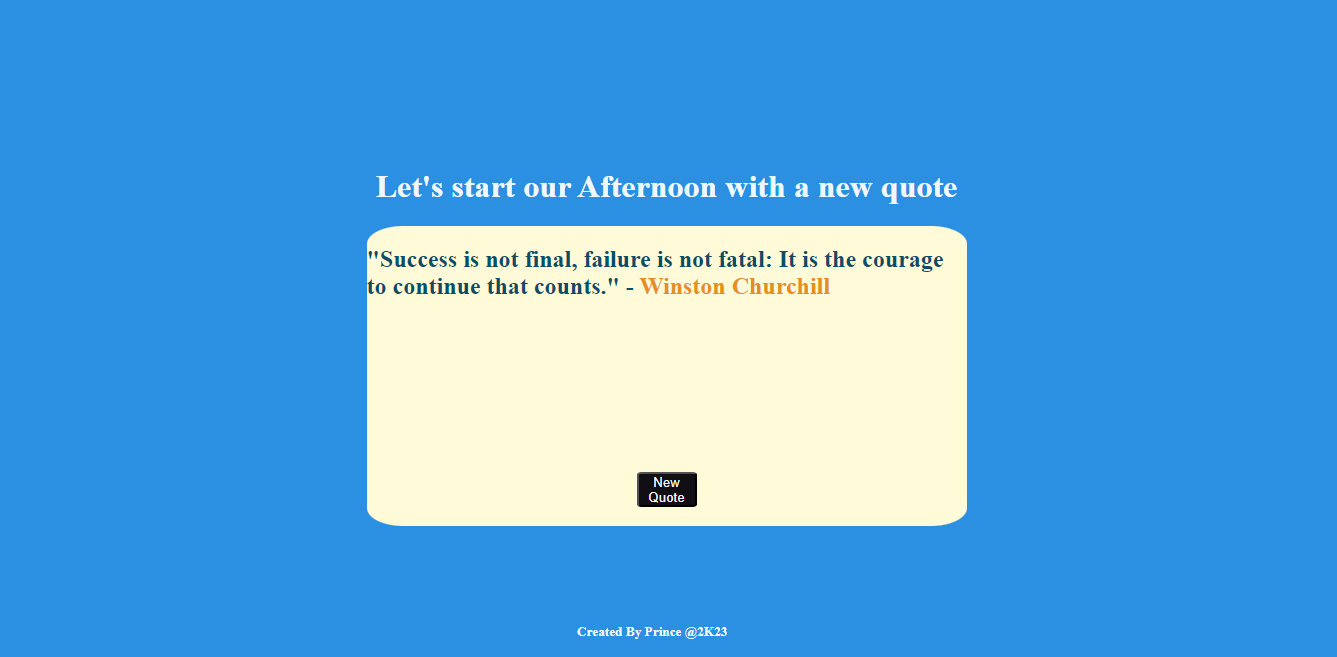 Let's start our Afternoon with a new quote
"Success is not final, failure is not fatal: It is the courage
to continue that counts." - Winston Churchill
New
Quote
Created By Prince @2K23